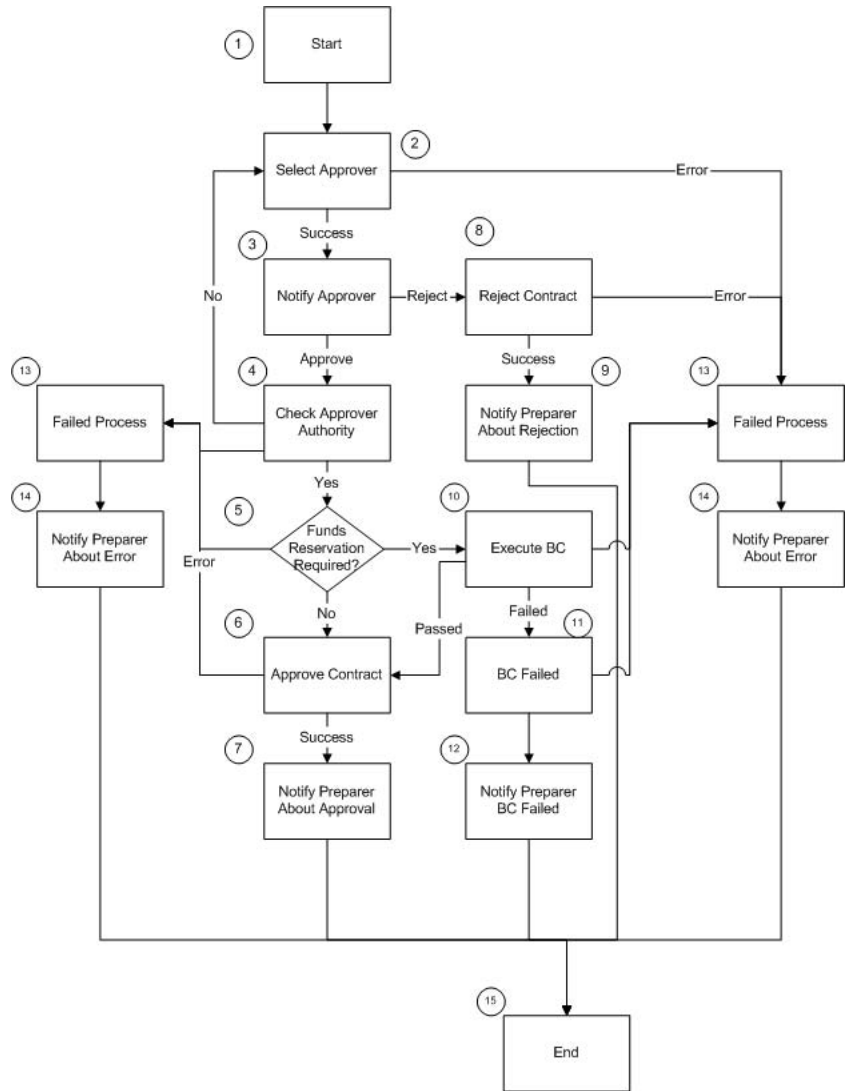 1
Start
2
Select Approver
Error
Success
3
8
No
Notify Approver
Reject
Reject Contract
Error
Approve
Success
13
4
9
13
Failed Process
Check Approver
Authority
Notify Preparer
About Rejection
Failed Process
Yes
14
5
10
14
Notify Preparer
About Error
Funds
Reservation
Required?
Yes
Execute BC
Notify Preparer
About Error
Error
No
Failed
Passed
6
11
Approve Contract
BC Failed
Success
7
12
Notify Preparer
About Approval
Notify Preparer
BC Failed
15
End